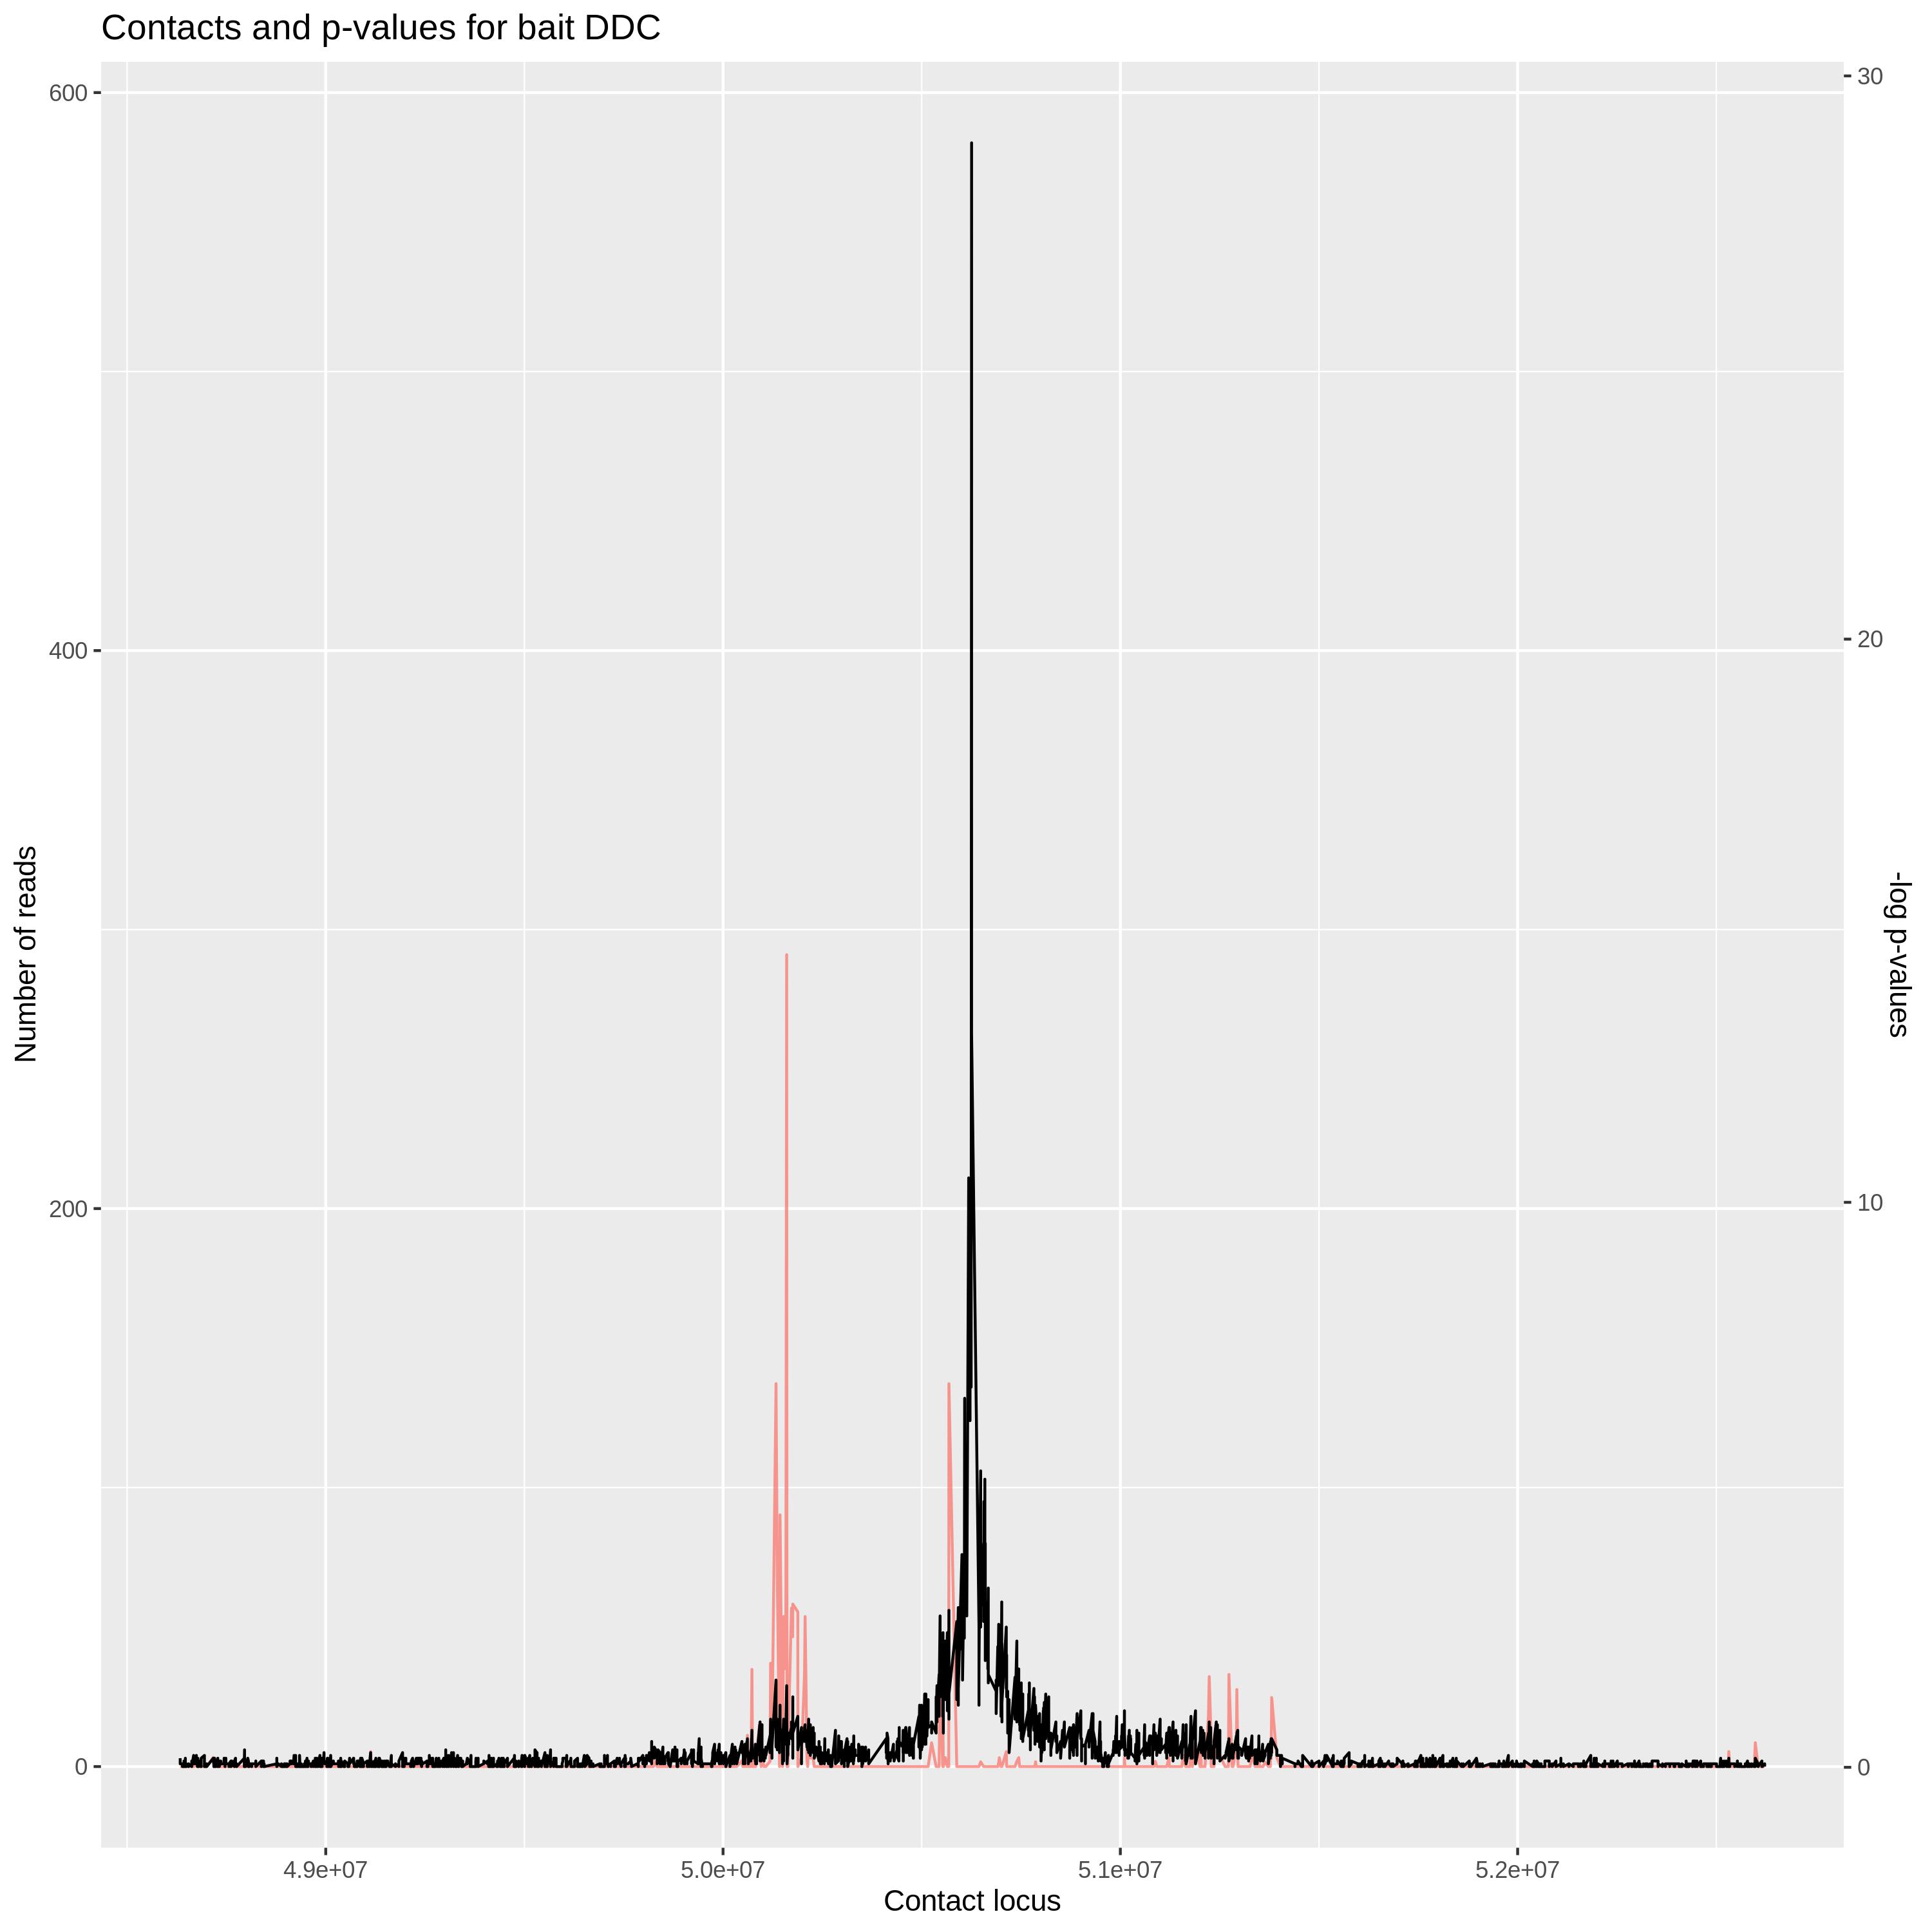 Contacts and p-values for bait DDC
600
400
200
0
Number of reads
30
20
10
0
-log p-values
4.9e+07
5.0e+07
5.1e+07
5.2e+07
Contact locus